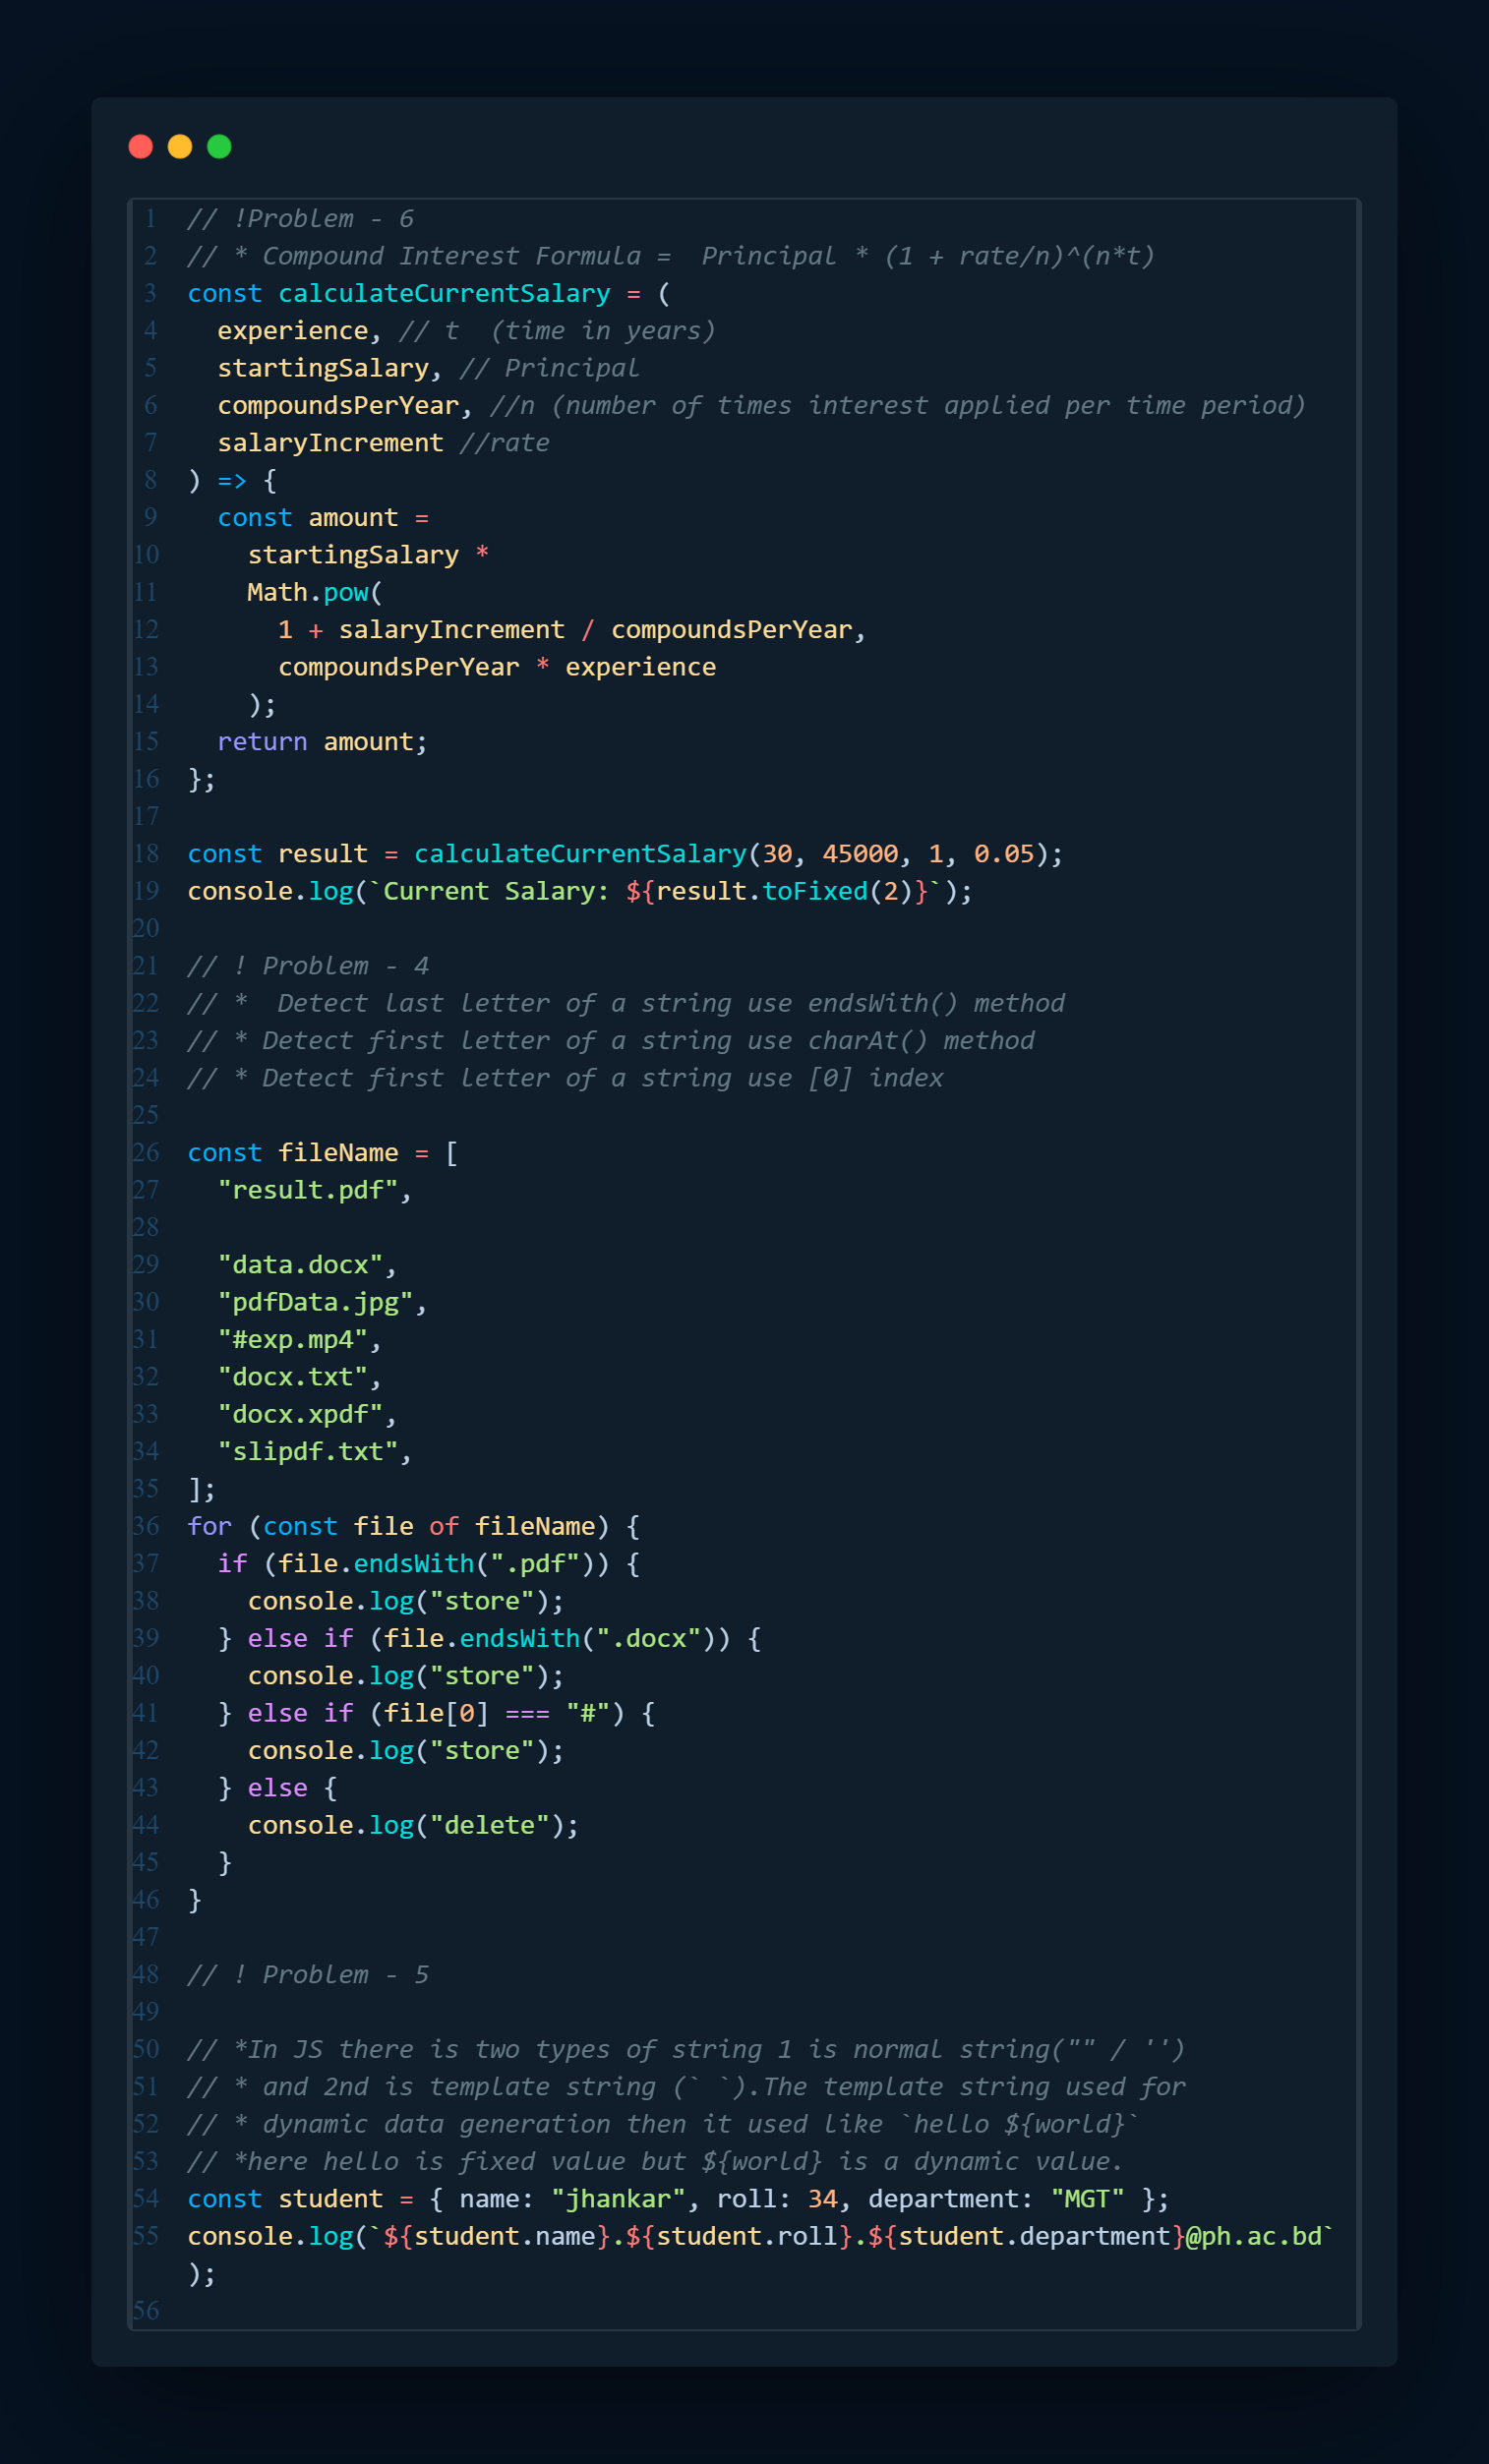 1 // !Problem - 6
2 // * Compound Interest Formula =  Principal * (1 + rate/n)^(n*t)
3 const calculateCurrentSalary = (
4   experience, // t  (time in years)
5   startingSalary, // Principal
6   compoundsPerYear, //n (number of times interest applied per time period)
7   salaryIncrement //rate
8 ) => {
9   const amount =
10     startingSalary *
11     Math.pow(
12       1 + salaryIncrement / compoundsPerYear,
13       compoundsPerYear * experience
14     );
15   return amount;
16 };
17
18 const result = calculateCurrentSalary(30, 45000, 1, 0.05);
19 console.log(`Current Salary: ${result.toFixed(2)}`);
20
21 // ! Problem - 4
22 // *  Detect last letter of a string use endsWith() method
23 // * Detect first letter of a string use charAt() method
24 // * Detect first letter of a string use [0] index
25
26 const fileName = [
27   "result.pdf",
28
29   "data.docx",
30   "pdfData.jpg",
31   "#exp.mp4",
32   "docx.txt",
33   "docx.xpdf",
34   "slipdf.txt",
35 ];
36 for (const file of fileName) {
37   if (file.endsWith(".pdf")) {
38     console.log("store");
39   } else if (file.endsWith(".docx")) {
40     console.log("store");
41   } else if (file[0] === "#") {
42     console.log("store");
43   } else {
44     console.log("delete");
45   }
46 }
47
48 // ! Problem - 5
49
50 // *In JS there is two types of string 1 is normal string("" / '')
51 // * and 2nd is template string (` `).The template string used for
52 // * dynamic data generation then it used like `hello ${world}`
53 // *here hello is fixed value but ${world} is a dynamic value.
54 const student = { name: "jhankar", roll: 34, department: "MGT" };
55 console.log(`${student.name}.${student.roll}.${student.department}@ph.ac.bd`
);
56